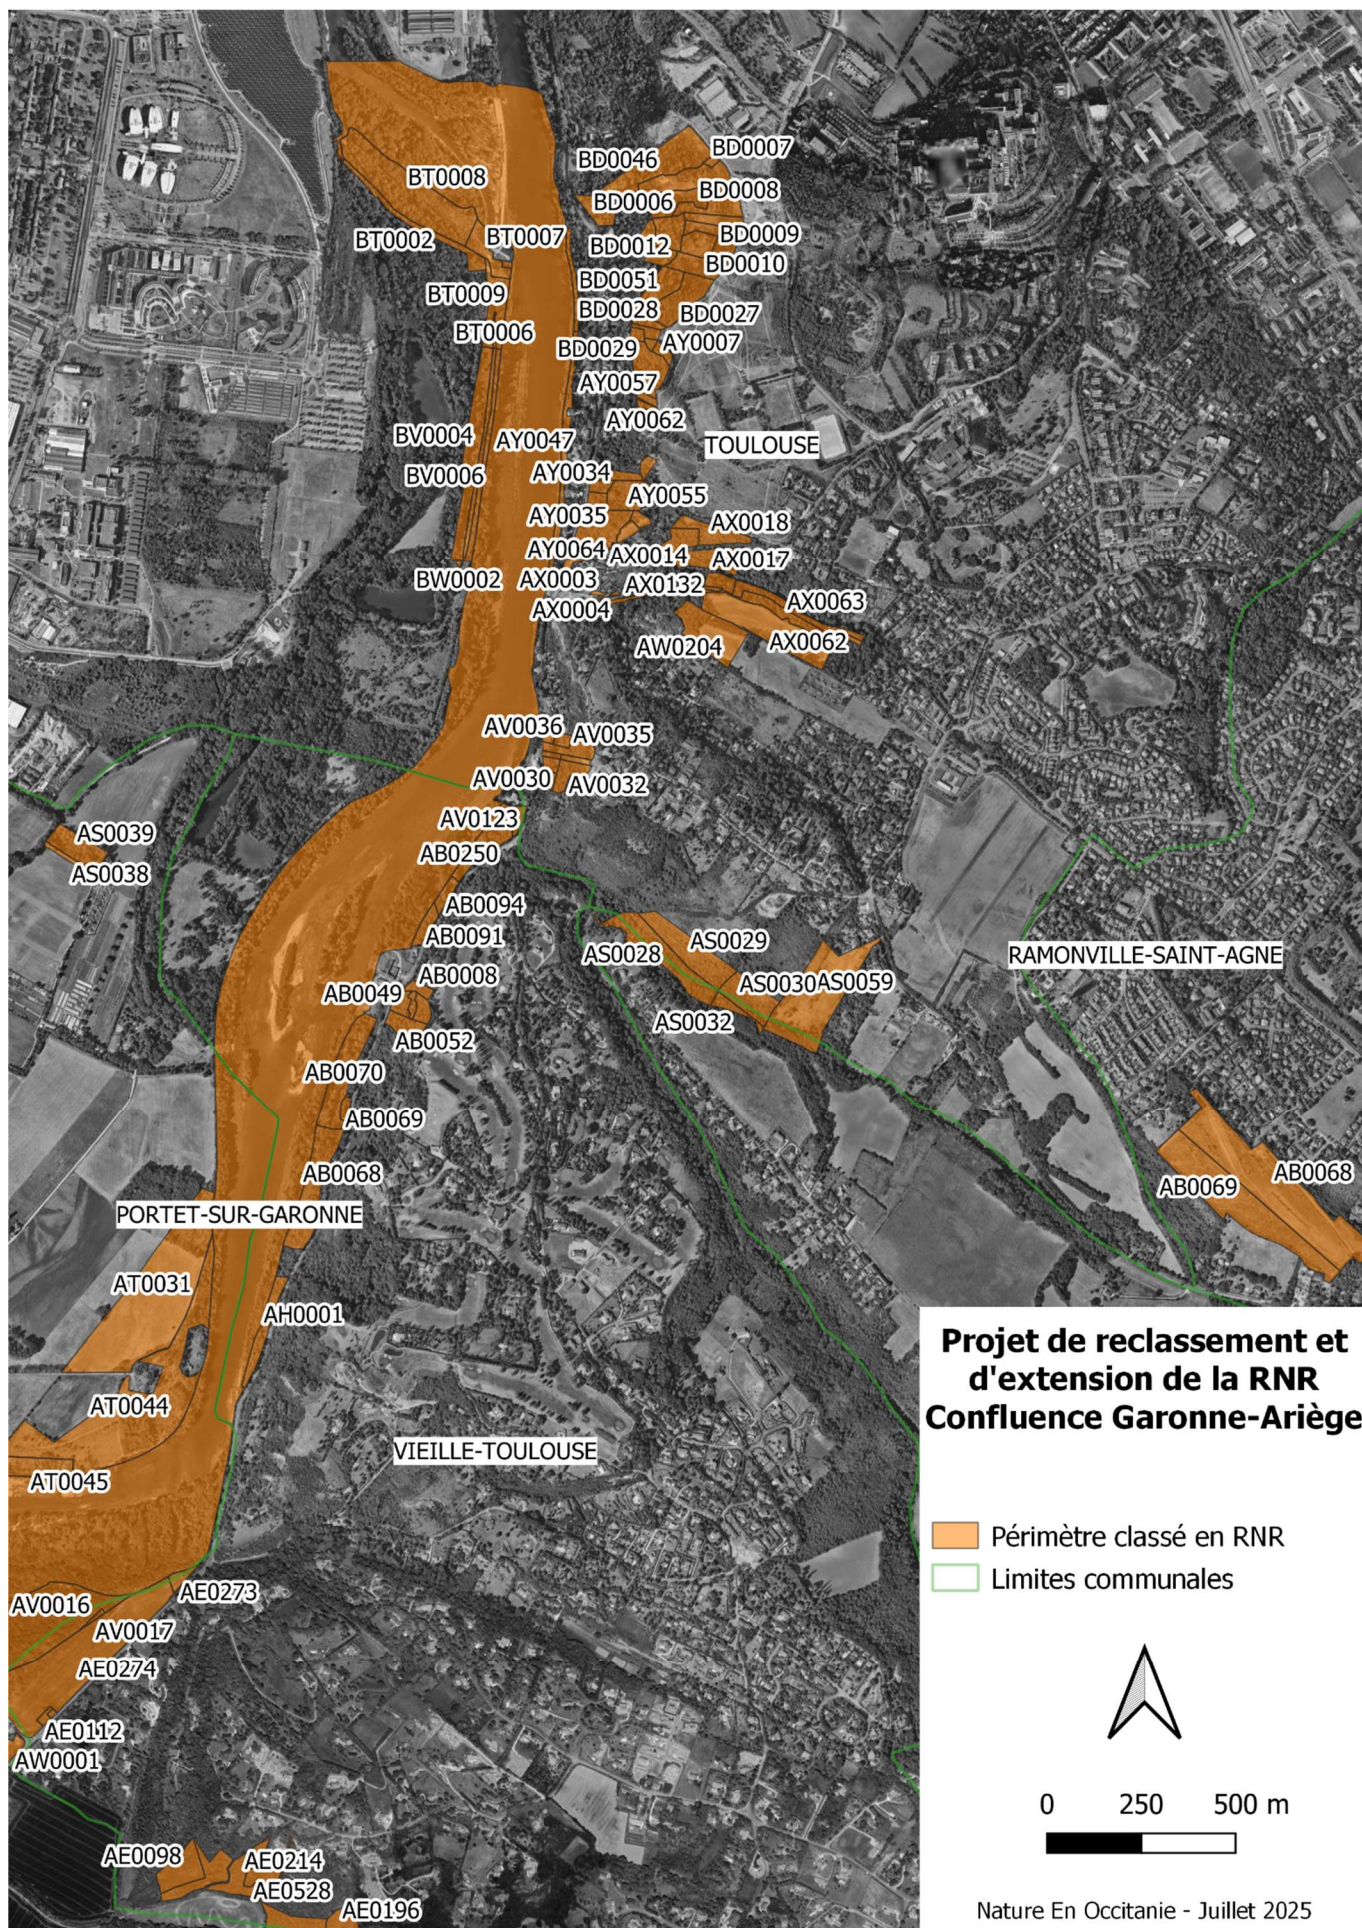 BD0007
BD0046
BT0008
BD0008
BD0006
BT0007
BT0002
BD0009
BD0012
BD0010
BD0051
BT0009
BD0028
BD0027
BT0006
AY0007
BD0029
AY0057
AY0062
BV0004
AY0047
TOULOUSE
AY0034
BV0006
AY0055
AY0035
AX0018
AY0064
AX0014
AX0017
BW0002
AX0003
AX0132
AX0063
AX0004
AX0062
AW0204
AV0036
AV0035
AV0030
AV0032
AV0123
AS0039
AB0250
AS0038
AB0094
AB0091
AS0029
AS0028
RAMONVILLE-SAINT-AGNE
AB0008
AS0030
AS0059
AB0049
AS0032
AB0052
AB0070
AB0069
AB0068
AB0068
AB0069
PORTET-SUR-GARONNE
AT0031
AH0001
AT0044
VIEILLE-TOULOUSE
AT0045
AE0273
AV0016
AV0017
AE0274
AE0112
AW0001
AE0098
AE0214
AE0528
AE0196
Projet de reclassement et
d'extension de la RNR
Confluence Garonne-Ariège
Périmètre classé en RNR
Limites communales
0 250 500 m
Nature En Occitanie - Juillet 2025